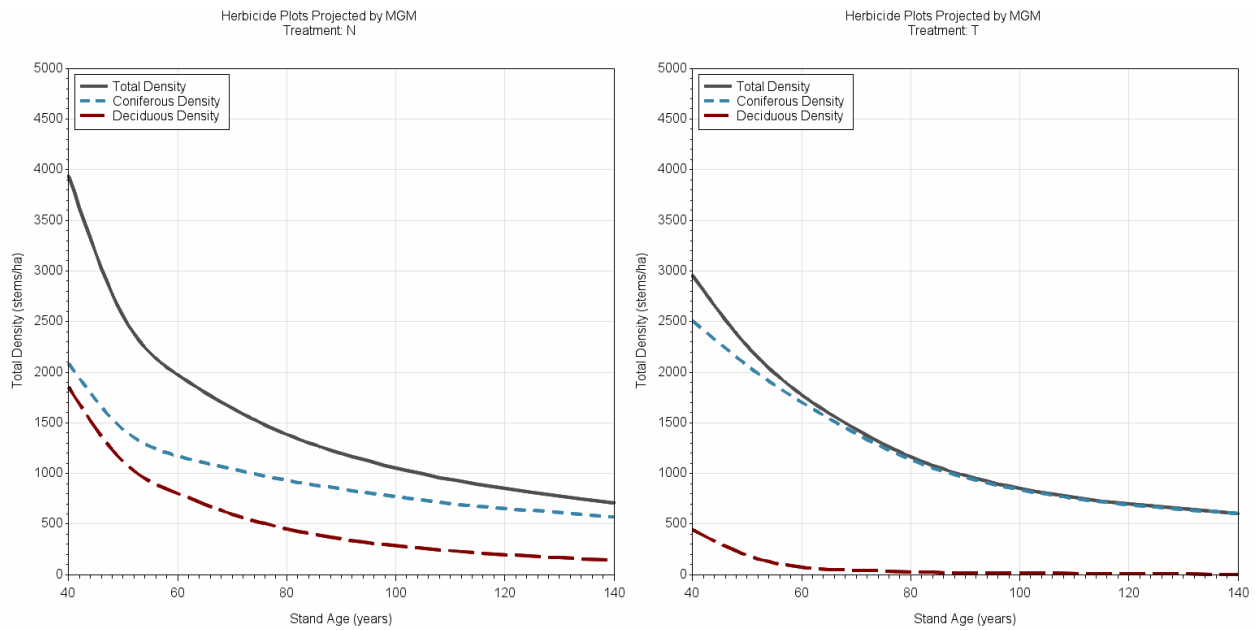 Herbicide Plots Projected by MGM
Treatment: N
Total Density (stems/ha)
5000
4500
4000
3500
3000
2500
2000
1500
1000
500
0
Total Density
Coniferous Density
Deciduous Density
40
60
80
100
120
140
Stand Age (years)
Herbicide Plots Projected by MGM
Treatment: T
Total Density (stems/ha)
5000
4500
4000
3500
3000
2500
2000
1500
1000
500
0
Total Density
Coniferous Density
Deciduous Density
40
60
80
100
120
140
Stand Age (years)